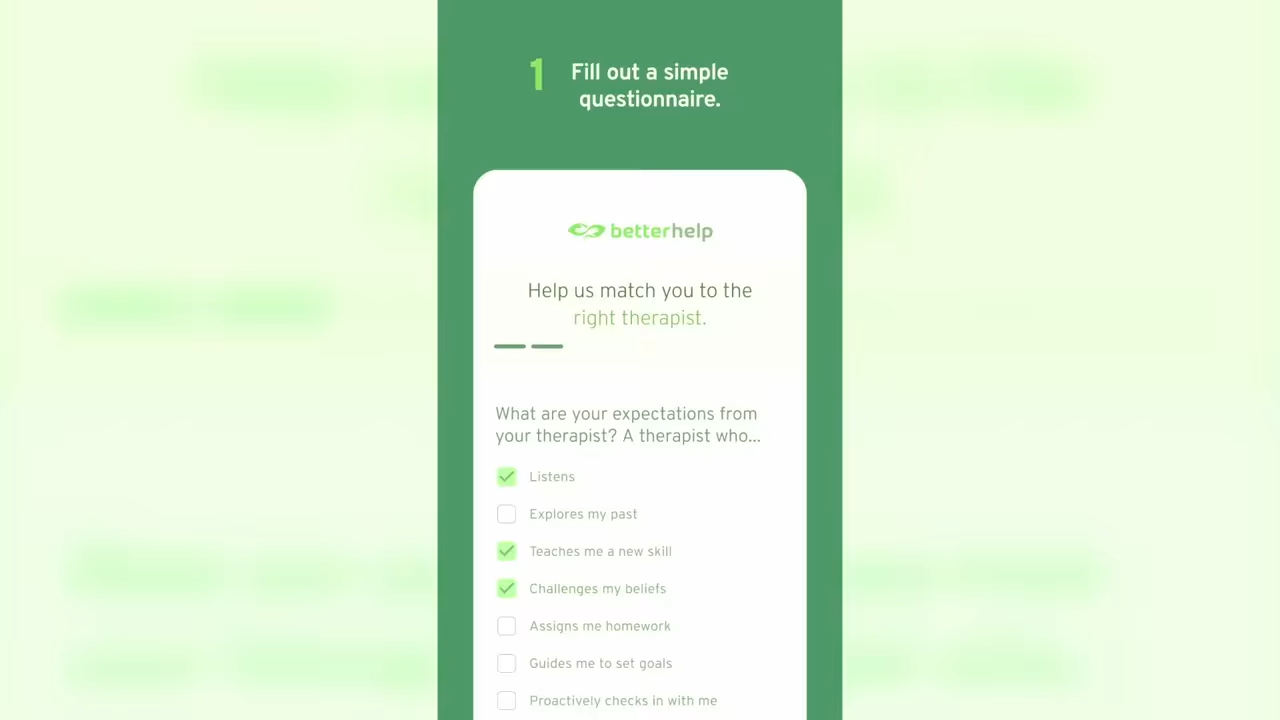 1 Fill out a simple
questionnaire.
betterhelp
Help us match you to the
right therapist.
What are your expectations from
your therapist? A therapist who...
Listens
Explores my past
Teaches me a new skill
Challenges my beliefs
Assigns me homework
Guides me to set goals
Proactively checks in with me